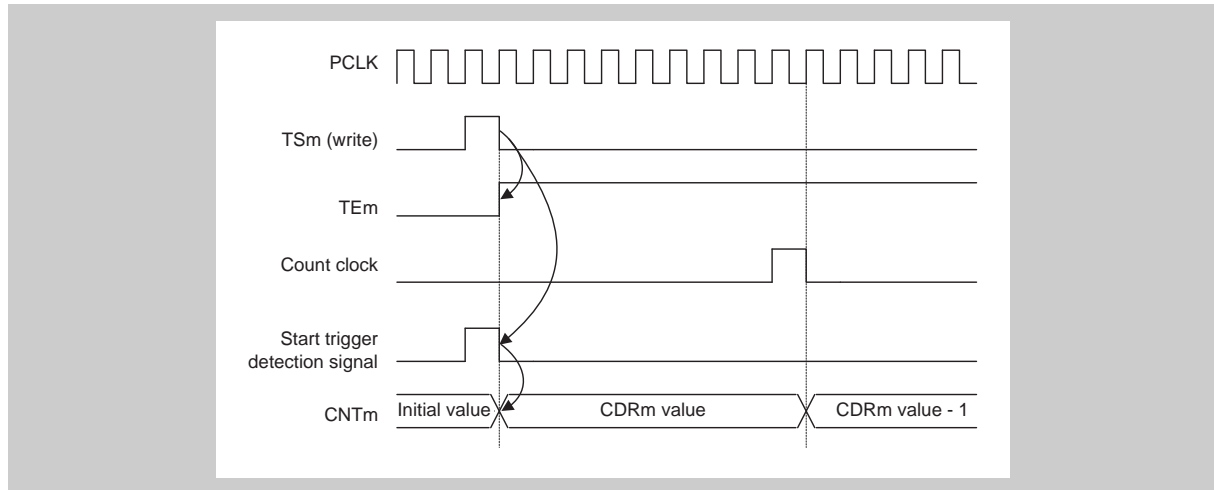 PCLK
TSm (write)
TEm
Count clock
Start trigger
detection signal
CNTm
Initial value
CDRm value
CDRm value - 1